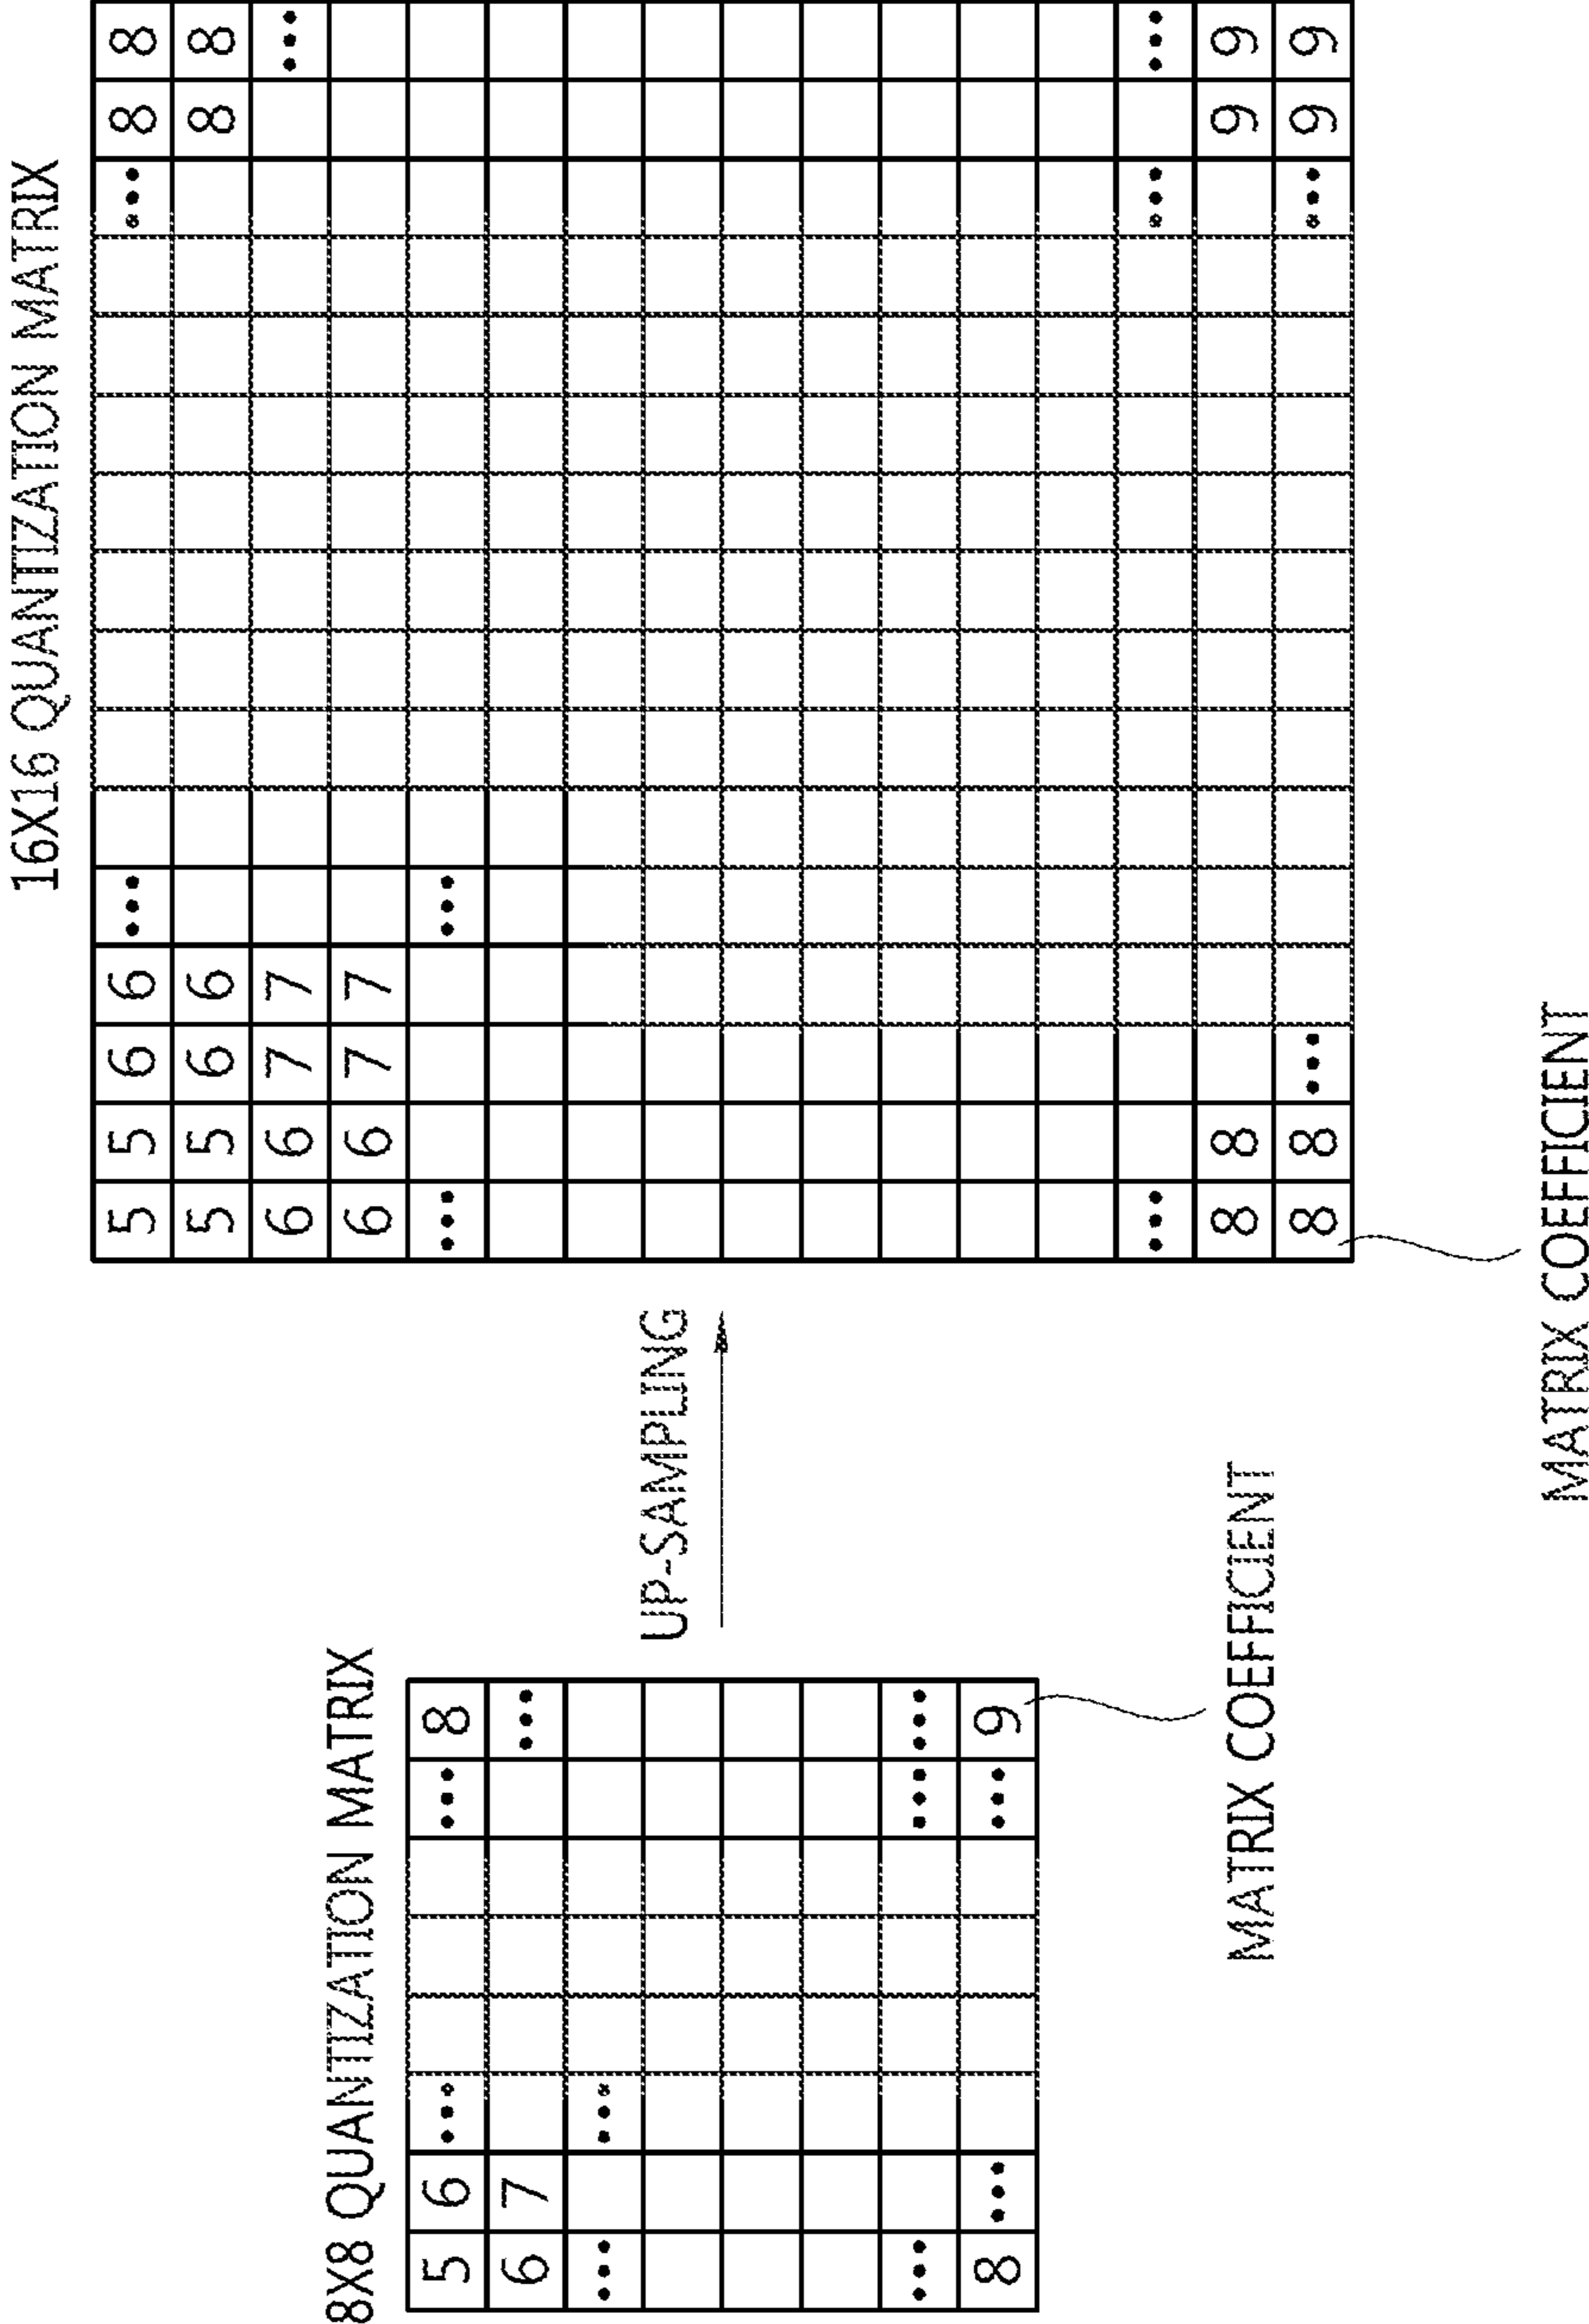 8X8 QUANTIZATION MATRIX
5 6 ... ... 8
6 7 ...
... ...
... ... ...
8 ... ... 9
MATRIX COEFFICIENT
UP-SAMPLING
16X16 QUANTIZATION MATRIX
5 5 6 6 ... ... 8 8
5 5 6 6 8 8
6 6 7 7 ...
6 6 7 7
... ...
... ... ...
8 8 9 9
8 8 ... ... 9 9
MATRIX COEFFICIENT